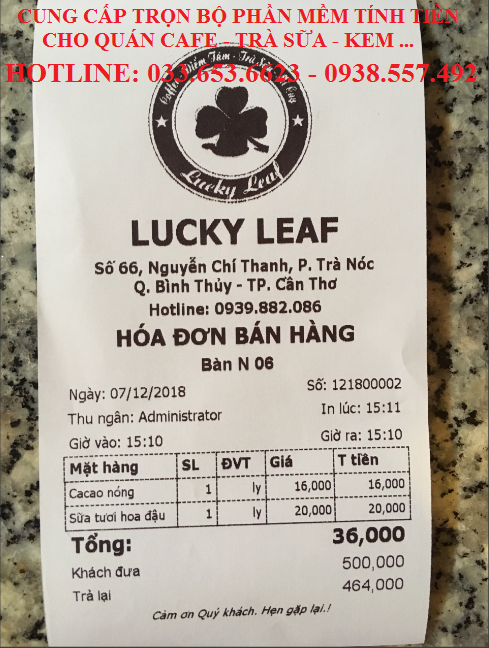 CUNG CẤP TRỌN BỘ PHẦN MỀM TÍNH TIỀN
CHO QUÁN CAFE - TRÀ SỮA - KEM ...
HOTLINE: 033.653.6623 - 0938.557.492
Lucky Leaf
LUCKY LEAF
Số 66, Nguyễn Chí Thanh, P. Trà Nóc
Q. Bình Thủy - TP. Cần Thơ
Hotline: 0939.882.086
HÓA ĐƠN BÁN HÀNG
Bàn N 06
Ngày: 07/12/2018 Số: 121800002
Thu ngân: Administrator In lúc: 15:11
Giờ vào: 15:10 Giờ ra: 15:10
Mặt hàng SL ĐVT Giá T tiền
Cacao nóng 1 ly 16,000 16,000
Sữa tươi hoa đậu 1 ly 20,000 20,000
Tổng: 36,000
Khách đưa 500,000
Trả lại 464,000
Cảm ơn Quý khách. Hẹn gặp lại.!